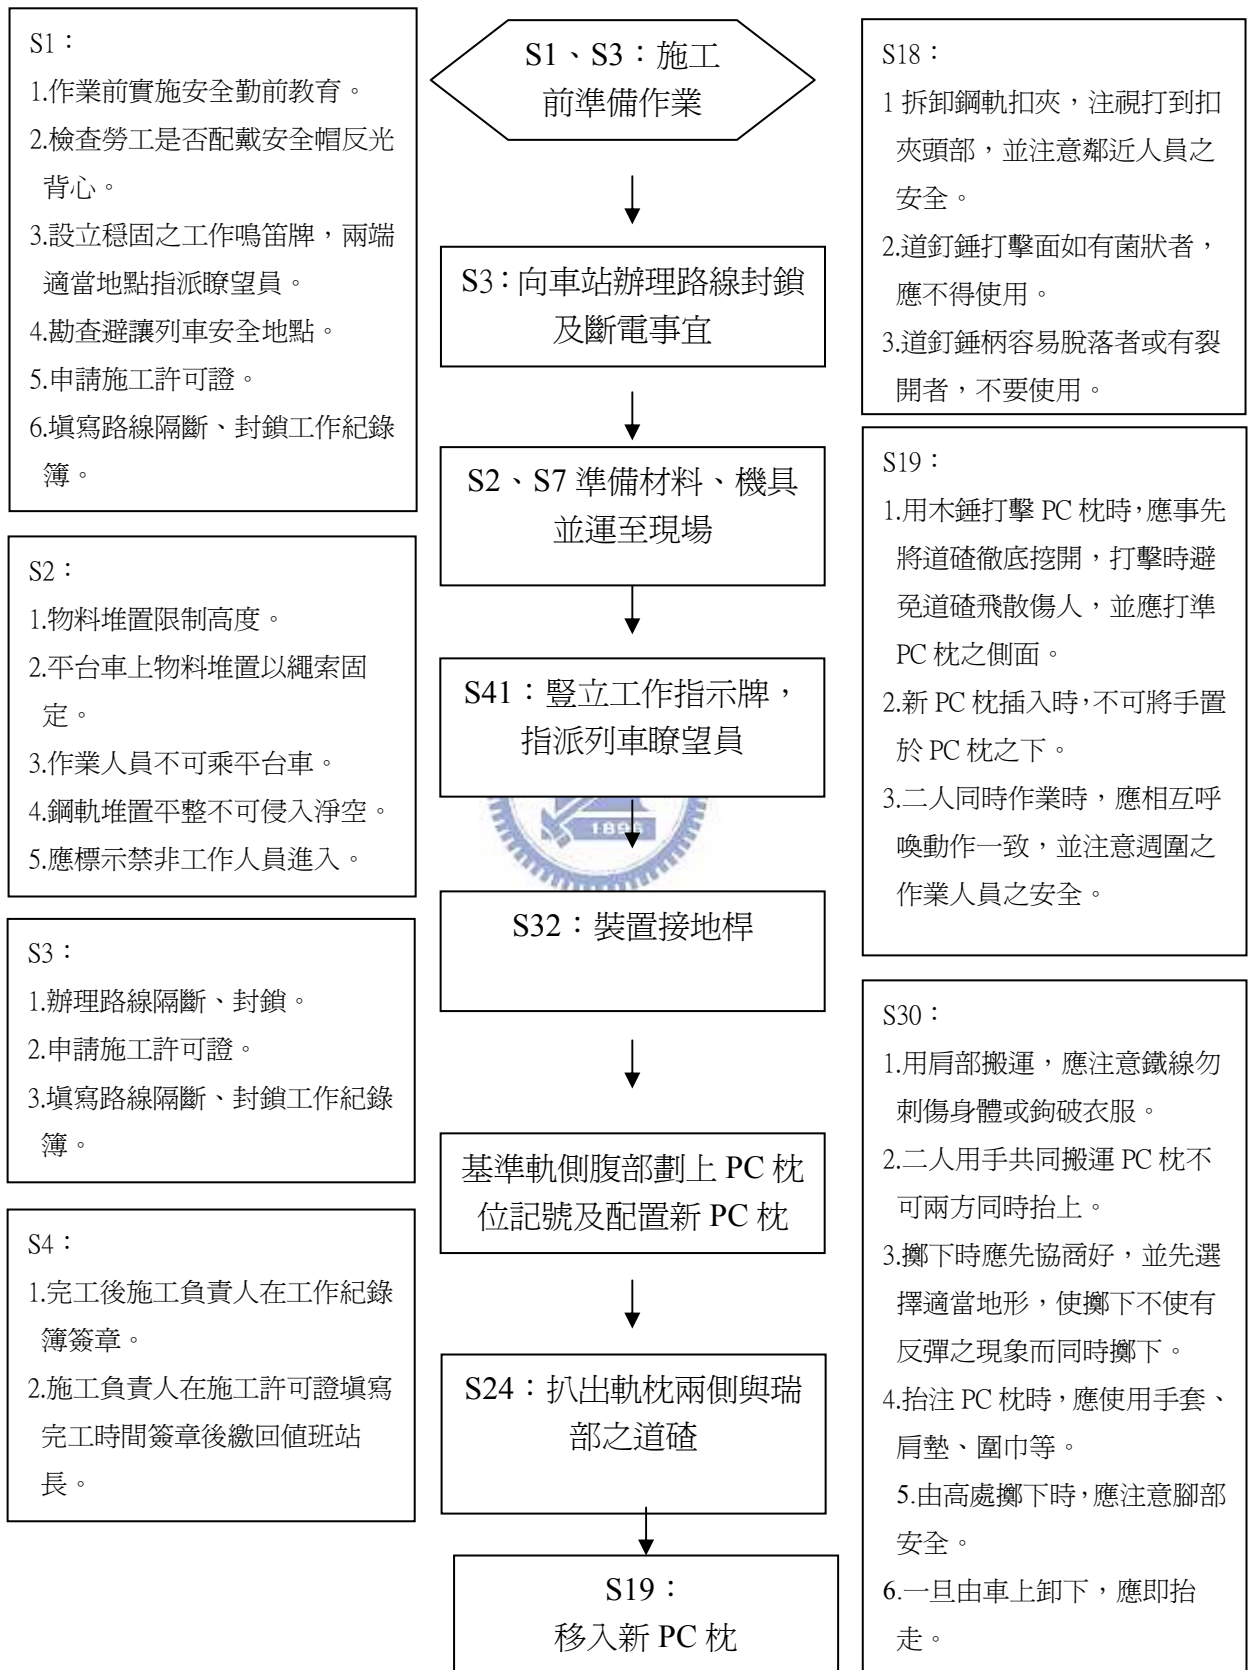 S1：
1.作業前實施安全勤前教育。
2.檢查勞工是否配戴安全帽反光
背心。
3.設立穩固之工作鳴笛牌，兩端
適當地點指派瞭望員。
4.勘查避讓列車安全地點。
5.申請施工許可證。
6.填寫路線隔斷、封鎖工作紀錄
簿。
S2：
1.物料堆置限制高度。
2.平台車上物料堆置以繩索固
定。
3.作業人員不可乘平台車。
4.鋼軌堆置平整不可侵入淨空。
5.應標示禁非工作人員進入。
S3：
1.辦理路線隔斷、封鎖。
2.申請施工許可證。
3.填寫路線隔斷、封鎖工作紀錄
簿。
S4：
1.完工後施工負責人在工作紀錄
簿簽章。
2.施工負責人在施工許可證填寫
完工時間簽章後繳回值班站
長。
S1、S3：施工
前準備作業
S3：向車站辦理路線封鎖
及斷電事宜
S2、S7 準備材料、機具
並運至現場
S41：豎立工作指示牌，
指派列車瞭望員
1896
S32：裝置接地桿
基準軌側腹部劃上 PC 枕
位記號及配置新 PC 枕
S24：扒出軌枕兩側與瑞
部之道碴
S19：
移入新 PC 枕
S18：
1 拆卸鋼軌扣夾，注視打到扣
夾頭部，並注意鄰近人員之
安全。
2.道釘錘打擊面如有菌狀者，
應不得使用。
3.道釘錘柄容易脫落者或有裂
開者，不要使用。
S19：
1.用木錘打擊 PC 枕時，應事先
將道碴徹底挖開，打擊時避
免道碴飛散傷人，並應打準
PC 枕之側面。
2.新 PC 枕插入時，不可將手置
於 PC 枕之下。
3.二人同時作業時，應相互呼
喚動作一致，並注意週圍之
作業人員之安全。
S30：
1.用肩部搬運，應注意鐵線勿
刺傷身體或鉤破衣服。
2.二人用手共同搬運 PC 枕不
可兩方同時抬上。
3.擲下時應先協商好，並先選
擇適當地形，使擲下不使有
反彈之現象而同時擲下。
4.抬注 PC 枕時，應使用手套、
肩墊、圍巾等。
5.由高處擲下時，應注意腳部
安全。
6.一旦由車上卸下，應即抬
走。